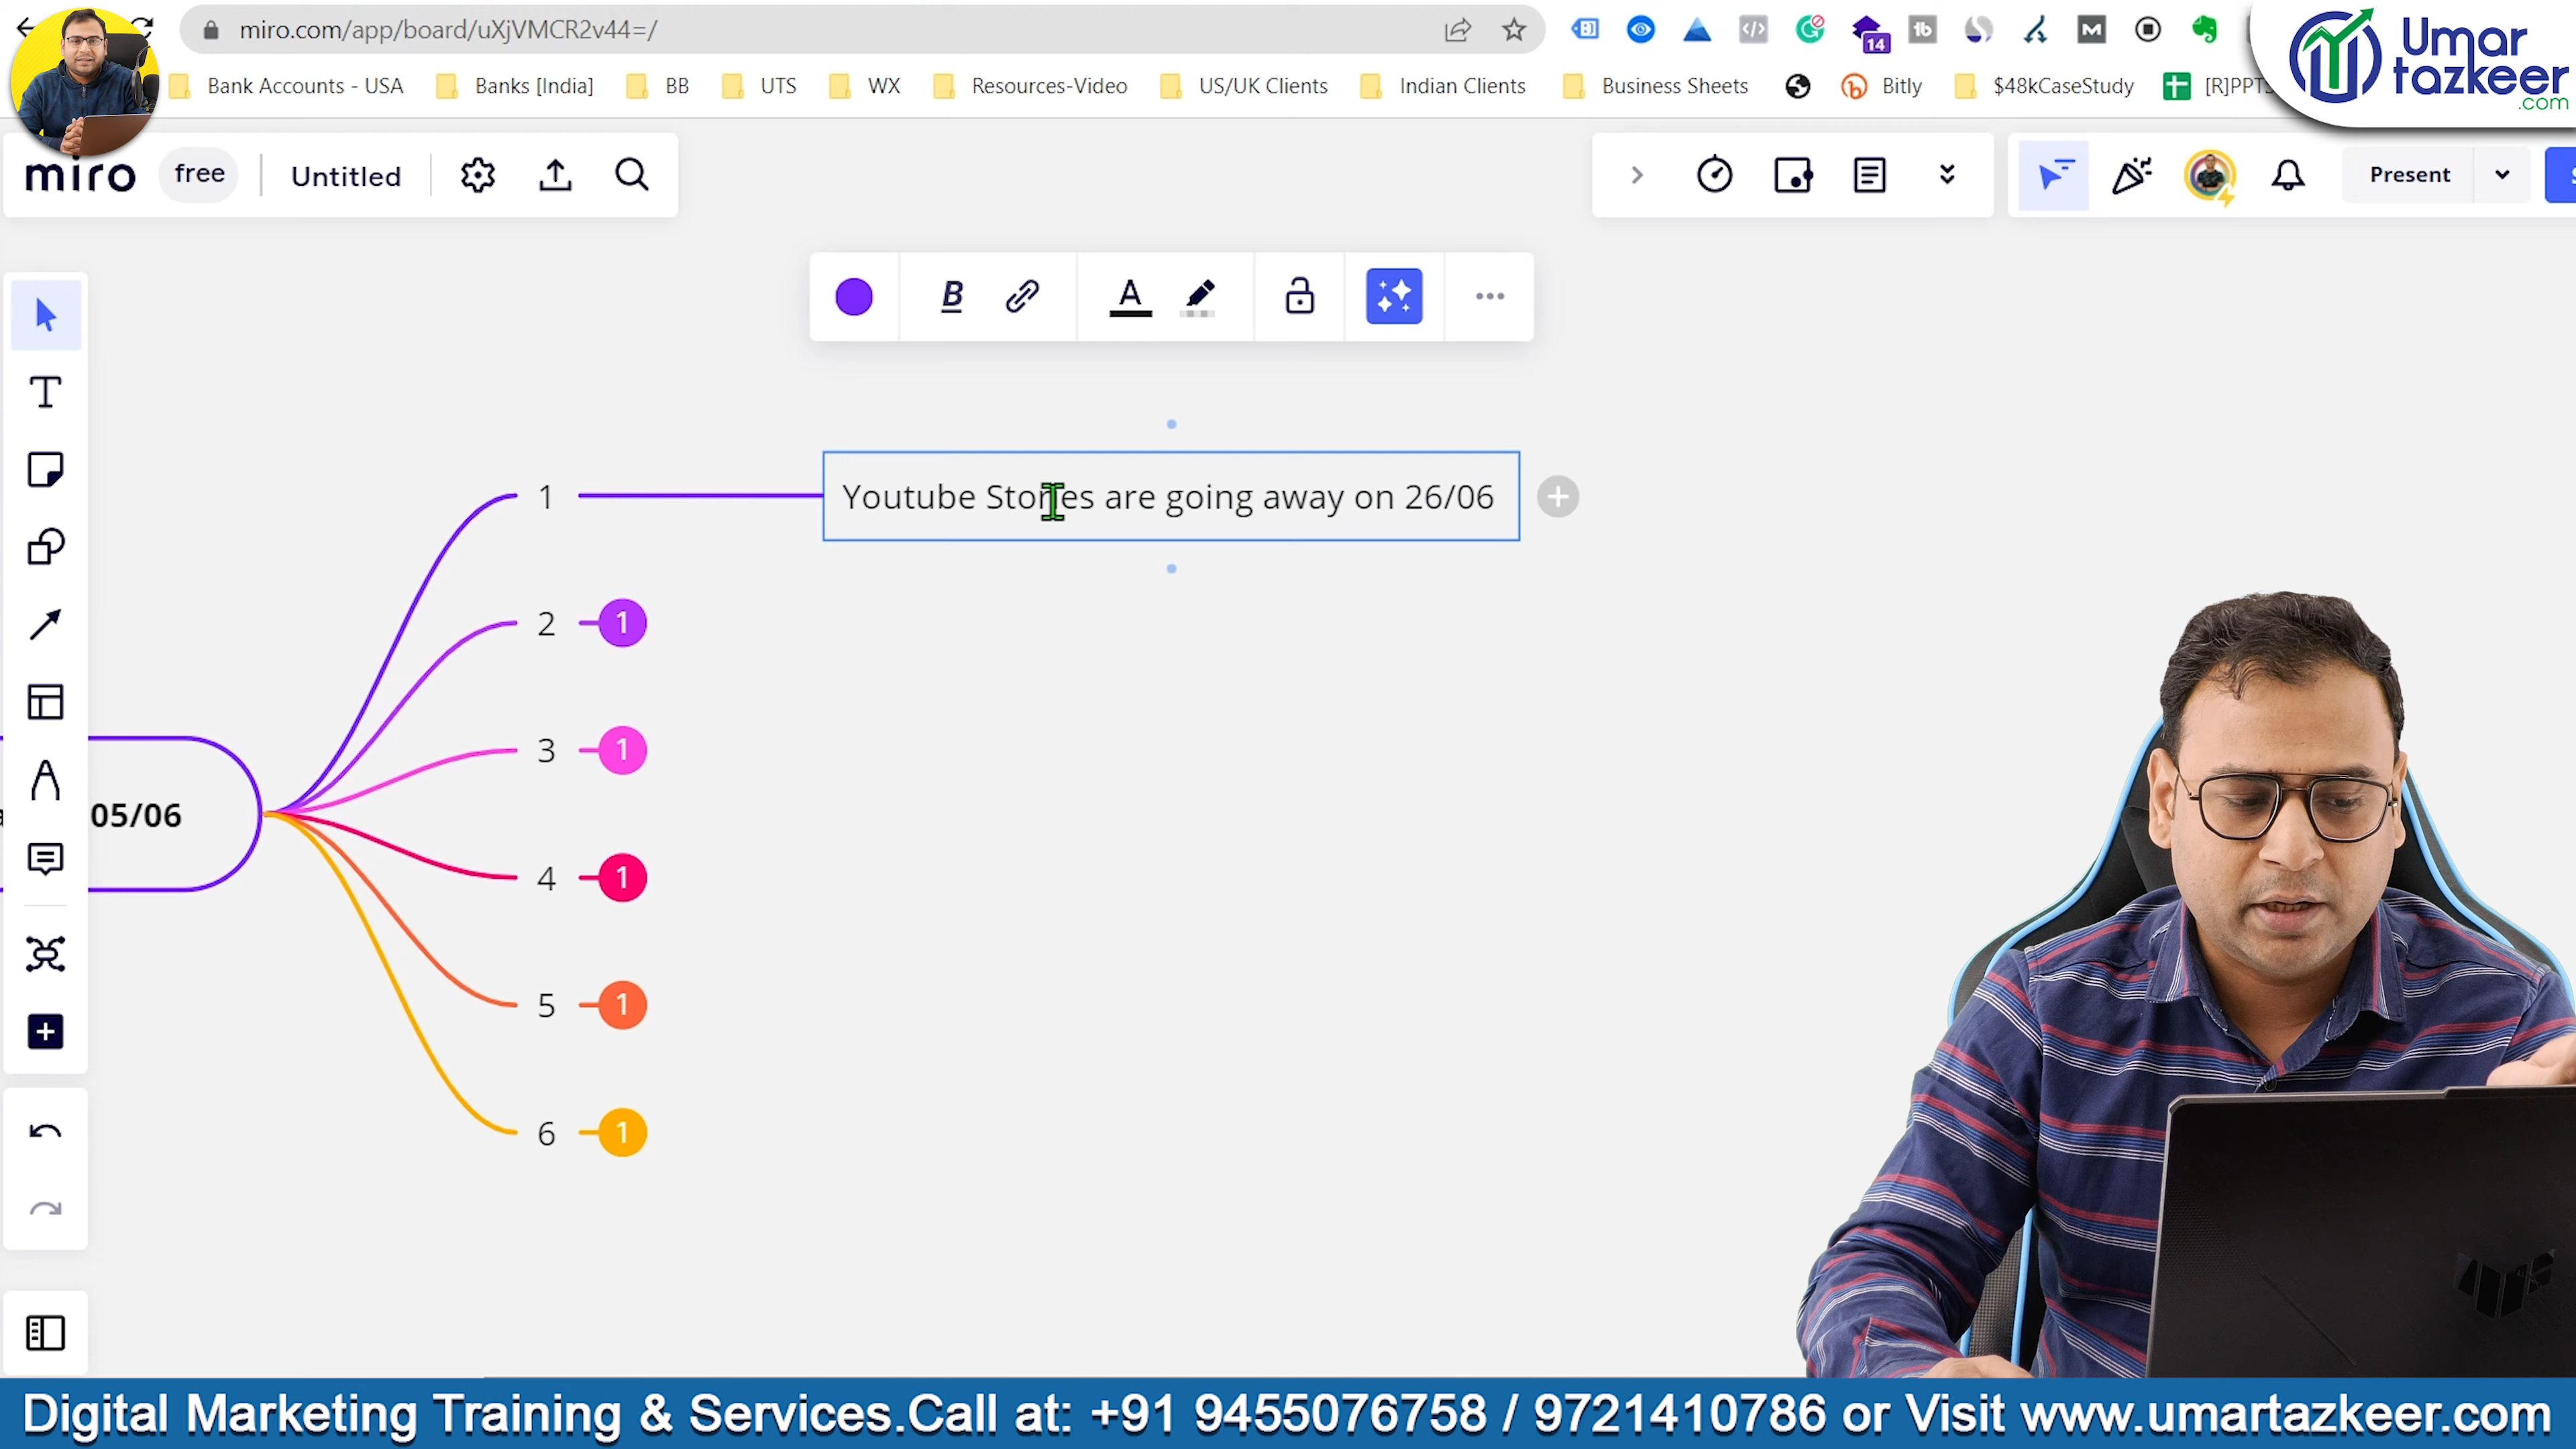 miro.com/app/board/uXjVMCR2v44=/
14
Umar
tazkeer
.com
Bank Accounts - USA
Banks [India]
BB
UTS
WX
Resources-Video
US/UK Clients
Indian Clients
Business Sheets
Bitly
$48kCaseStudy
miro
free
Untitled
Present
B
A
T
1
Youtube Stories are going away on 26/06
2
1
3
1
05/06
4
1
5
1
6
1
Digital Marketing Training & Services.Call at: +91 9455076758 / 9721410786 or Visit www.umartazkeer.com